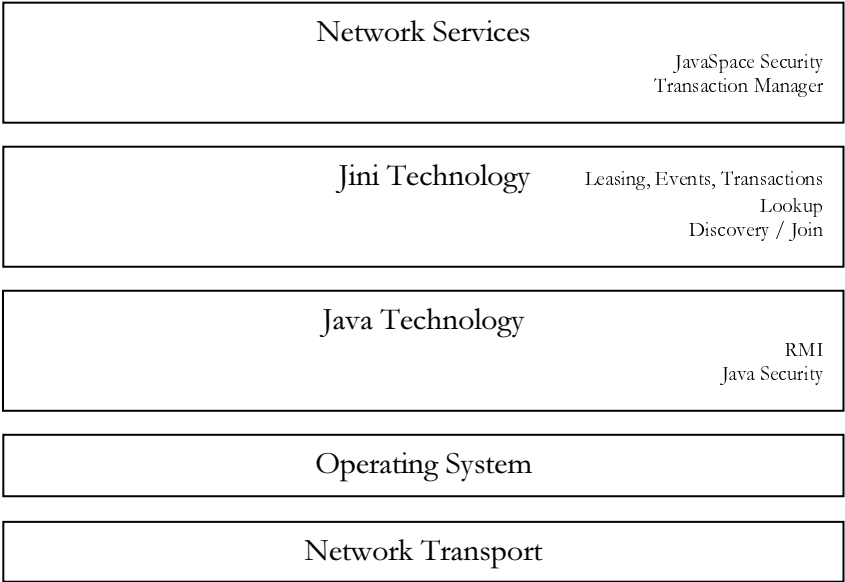 Network Services
JavaSpace Security
Transaction Manager
Jini Technology Leasing, Events, Transactions
Lookup
Discovery / Join
Java Technology
RMI
Java Security
Operating System
Network Transport